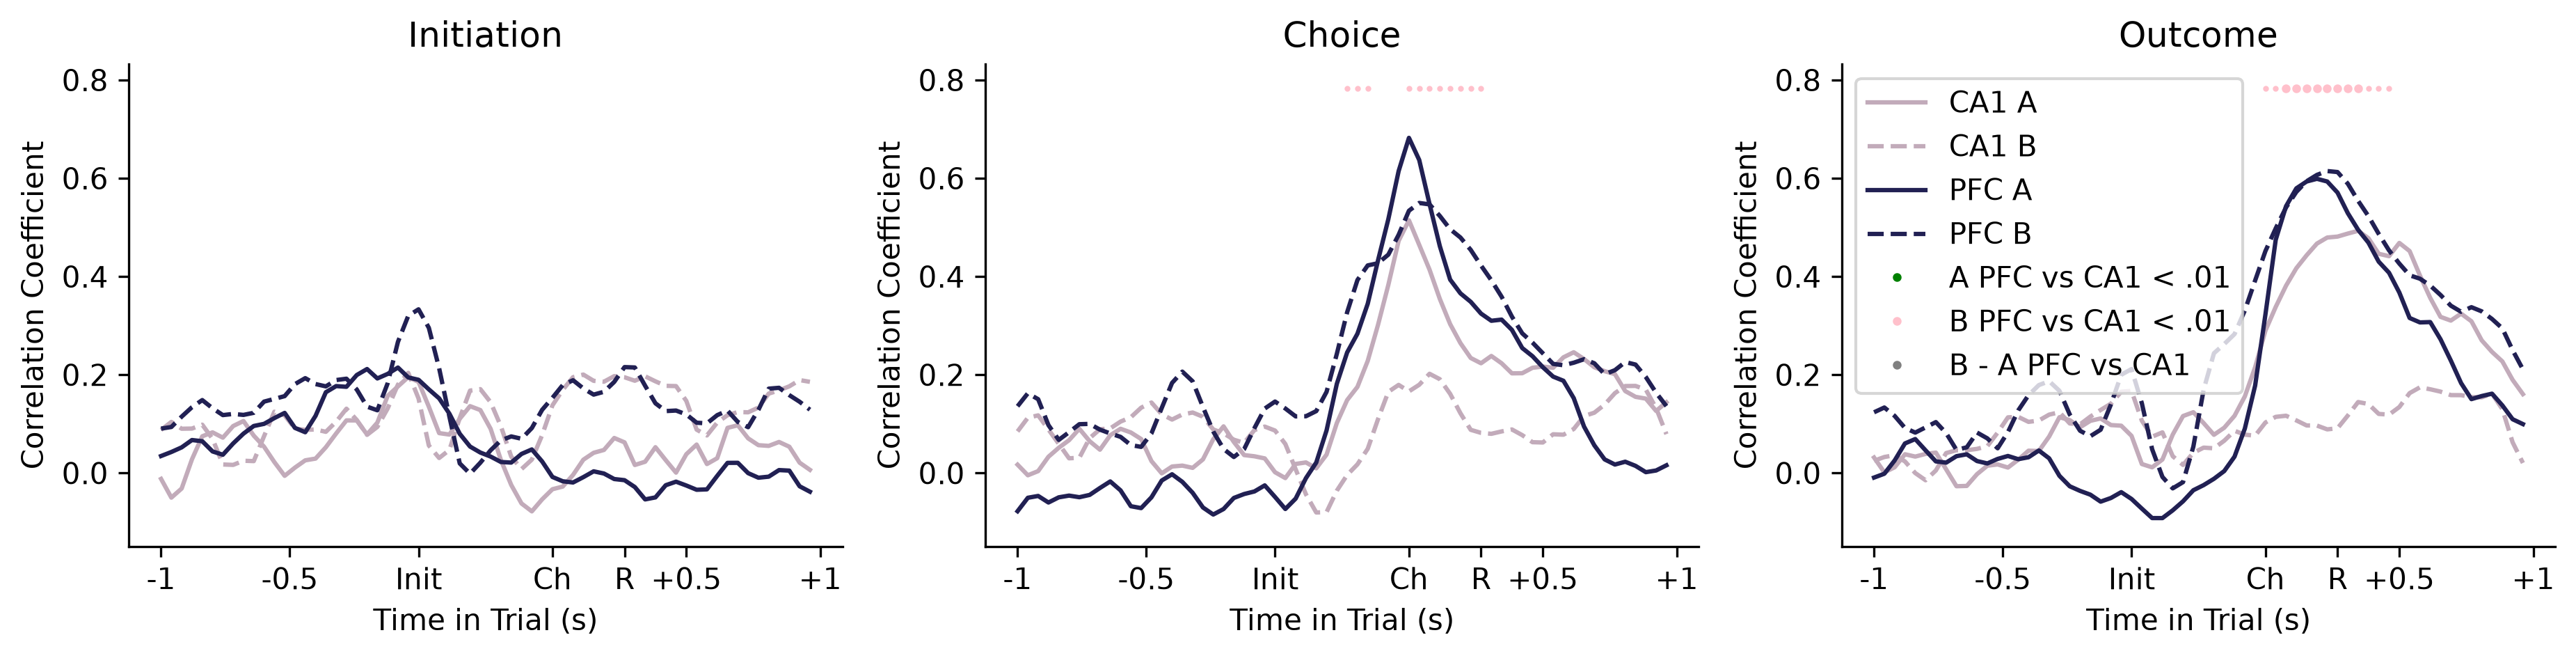 Initiation
Correlation Coefficient
0.8
0.6
0.4
0.2
0.0
-1 -0.5 Init Ch R +0.5 +1
Time in Trial (s)
Choice
Correlation Coefficient
0.8
0.6
0.4
0.2
0.0
-1 -0.5 Init Ch R +0.5 +1
Time in Trial (s)
Outcome
Correlation Coefficient
0.8
0.6
0.4
0.2
0.0
CA1 A
CA1 B
PFC A
PFC B
A PFC vs CA1 < .01
B PFC vs CA1 < .01
B - A PFC vs CA1
-1 -0.5 Init Ch R +0.5 +1
Time in Trial (s)